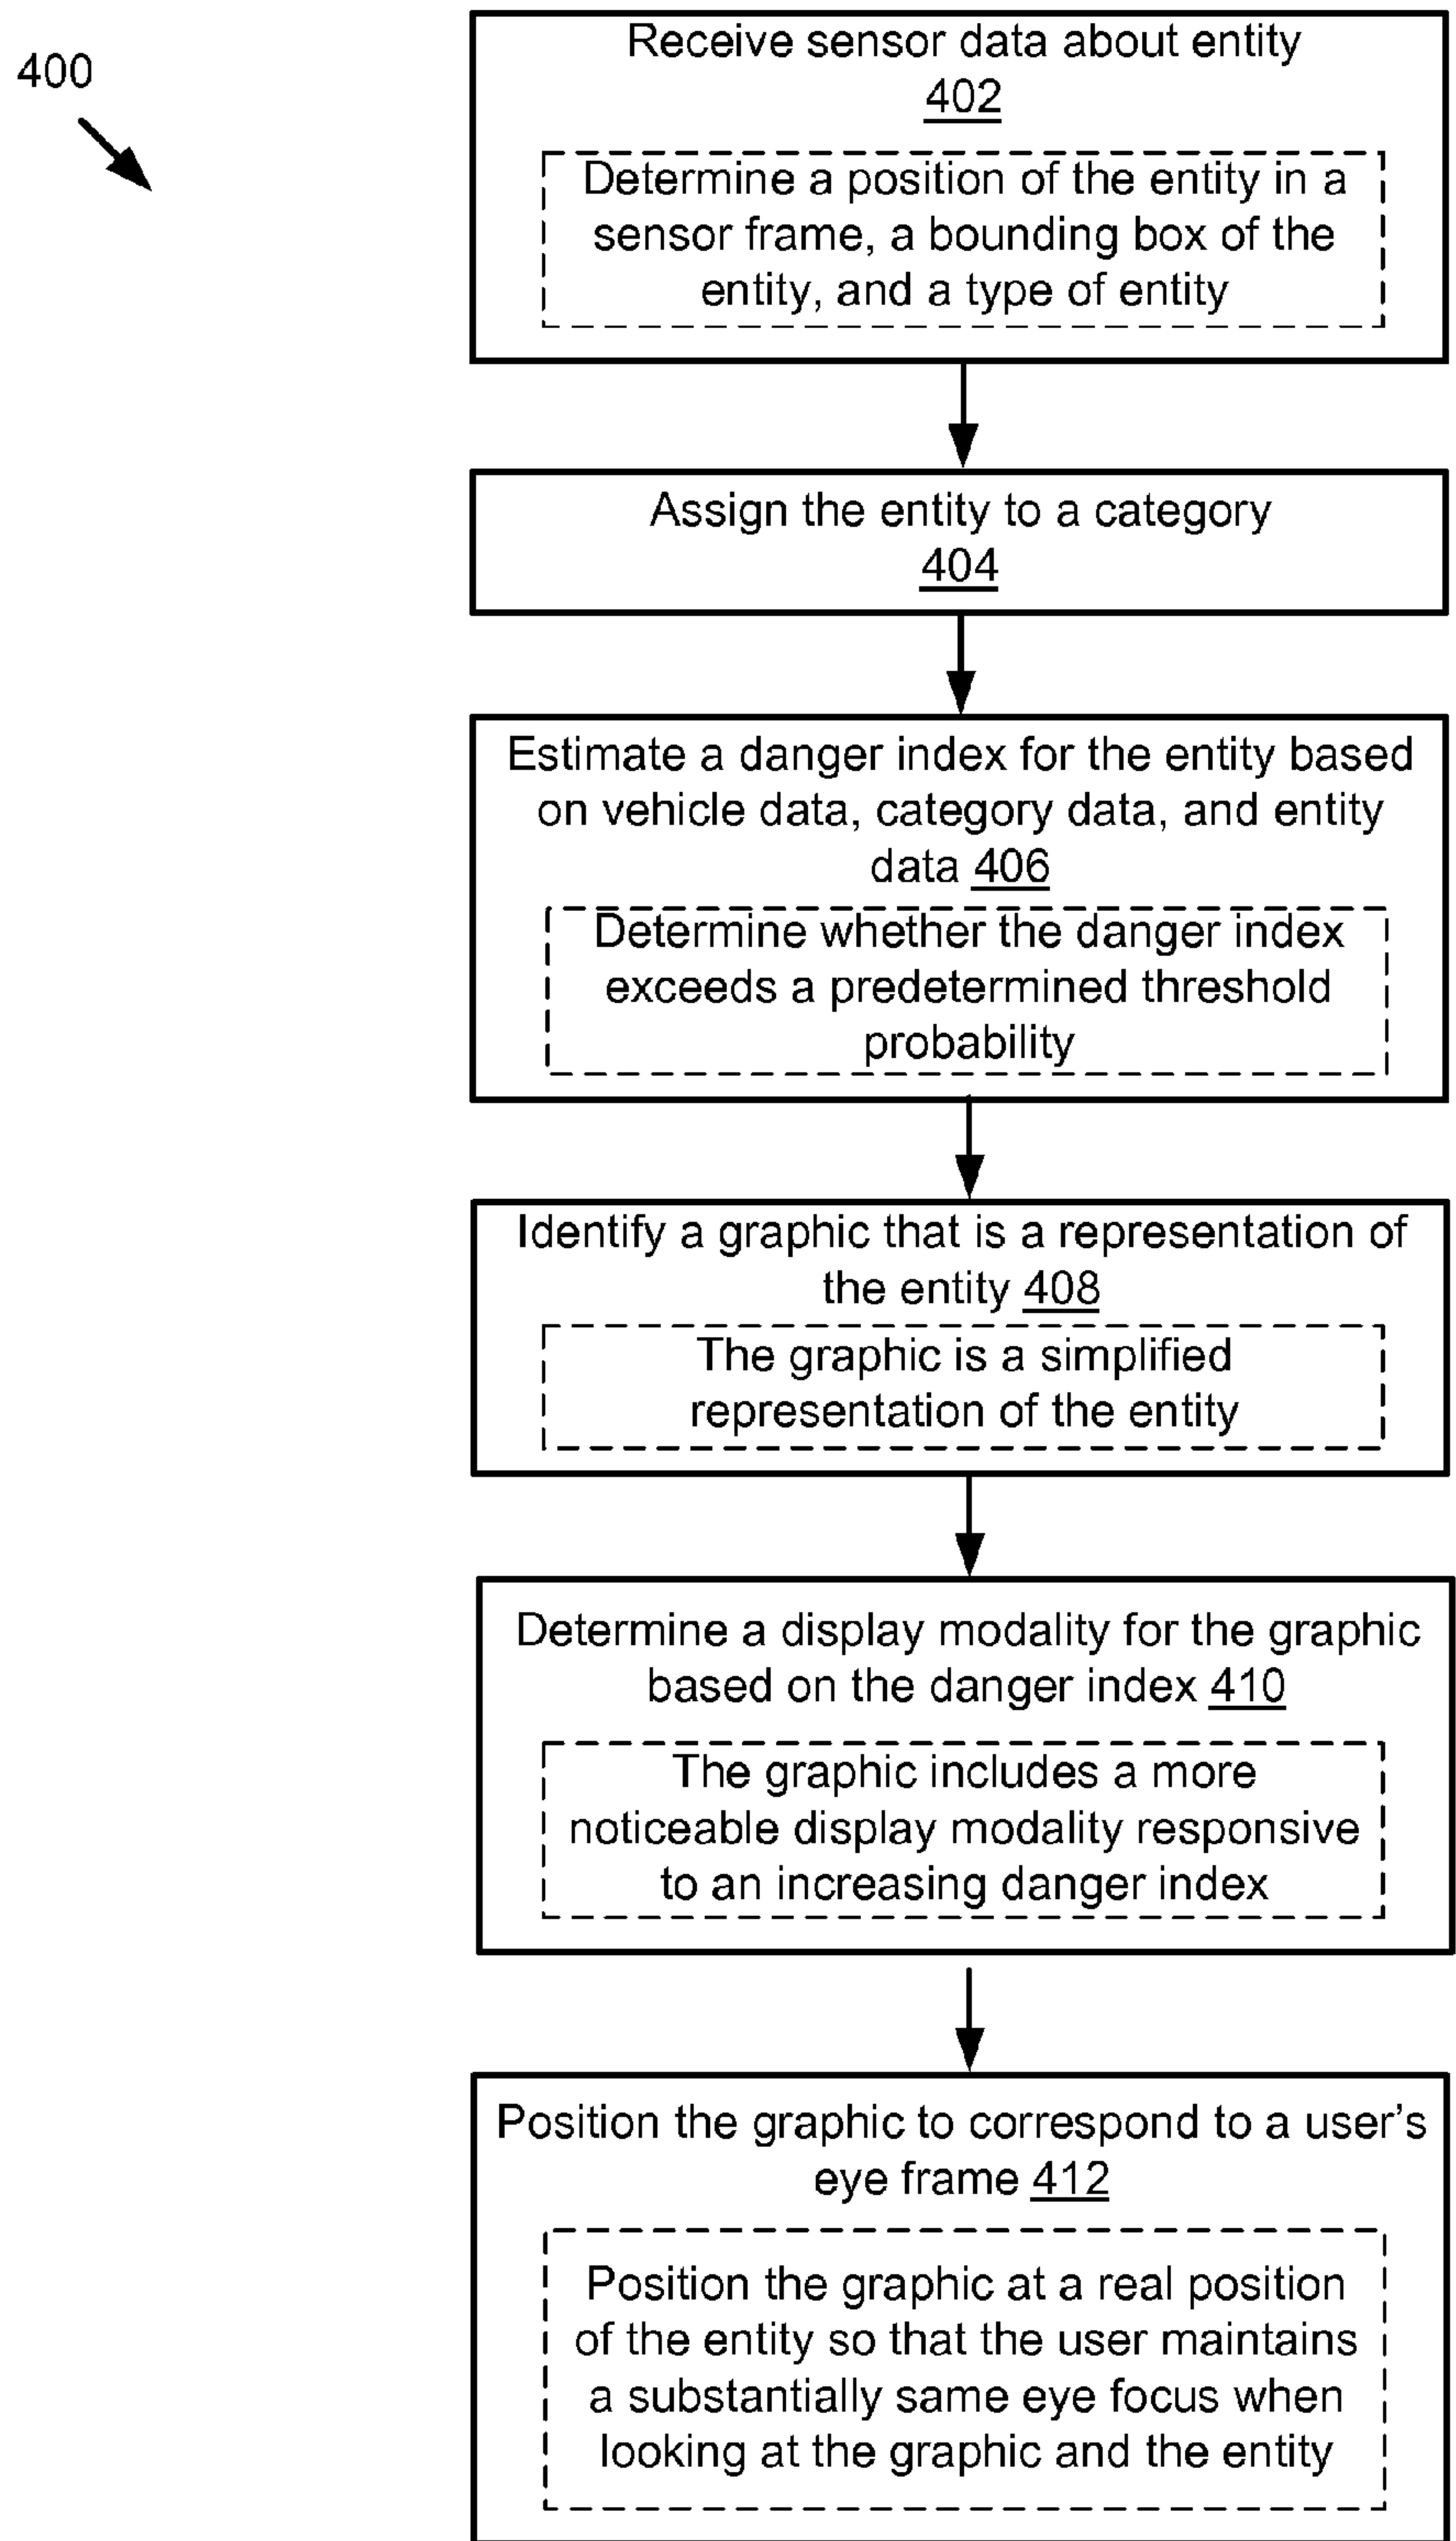 400
Receive sensor data about entity
402
Determine a position of the entity in a
sensor frame, a bounding box of the
entity, and a type of entity
Assign the entity to a category
404
Estimate a danger index for the entity based
on vehicle data, category data, and entity
data 406
Determine whether the danger index
exceeds a predetermined threshold
probability
Identify a graphic that is a representation of
the entity 408
The graphic is a simplified
representation of the entity
Determine a display modality for the graphic
based on the danger index 410
The graphic includes a more
noticeable display modality responsive
to an increasing danger index
Position the graphic to correspond to a user's
eye frame 412
Position the graphic at a real position
of the entity so that the user maintains
a substantially same eye focus when
looking at the graphic and the entity